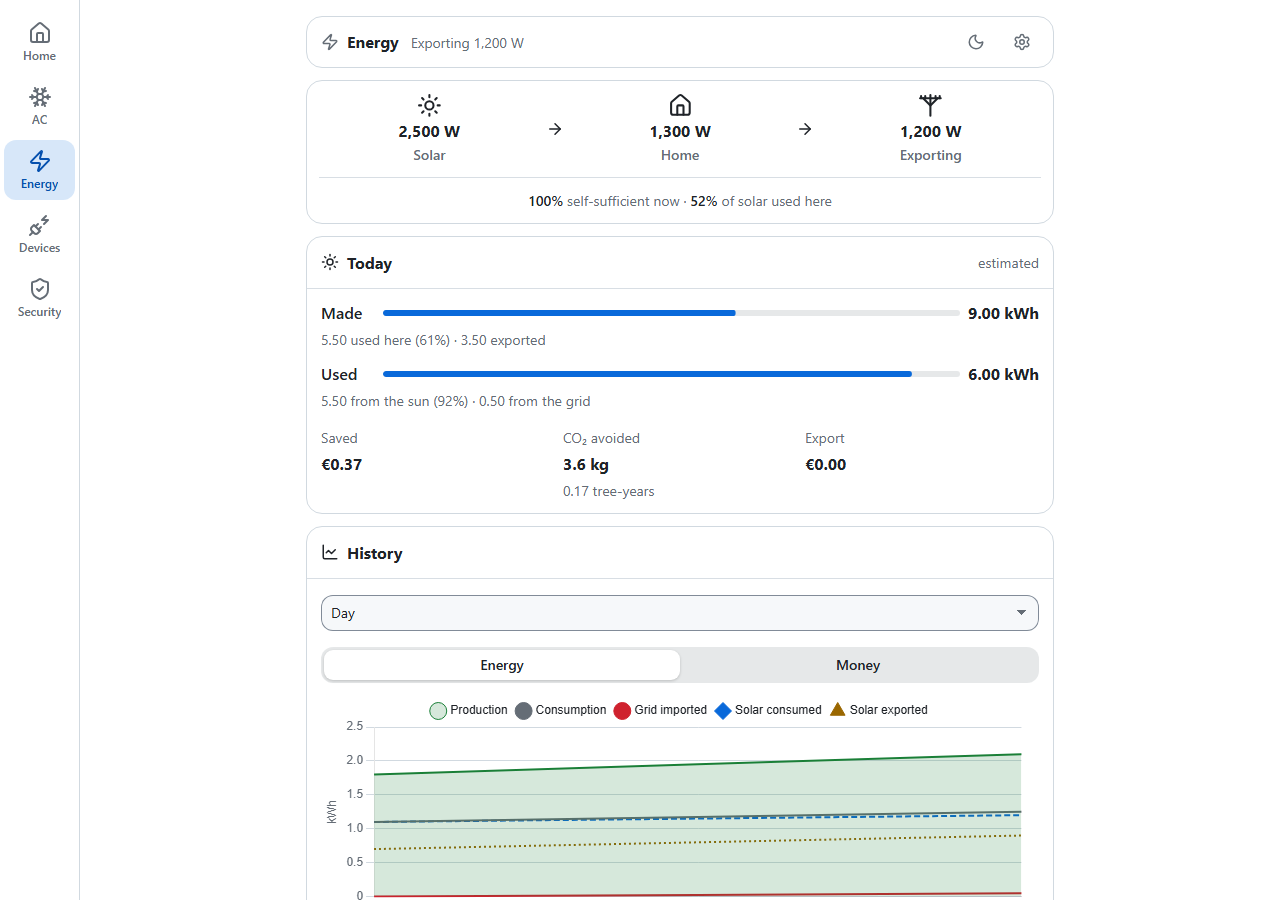 Home
AC
Energy
Devices
Security
Energy Exporting 1,200 W
2,500 W
Solar
1,300 W
Home
1,200 W
Exporting
100% self-sufficient now · 52% of solar used here
Today estimated
Made 9.00 kWh
5.50 used here (61%) · 3.50 exported
Used 6.00 kWh
5.50 from the sun (92%) · 0.50 from the grid
Saved
€0.37
CO₂ avoided
3.6 kg
0.17 tree-years
Export
€0.00
History
Day
Energy Money
Production Consumption Grid imported Solar consumed Solar exported
kWh
2.5
2.0
1.5
1.0
0.5
0